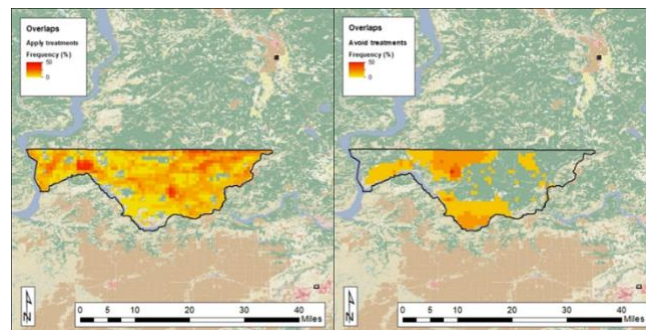 Overlaps
Apply treatments
Frequency (%)
50
0
0 5 10 20 30 40
Miles
Overlaps
Avoid treatments
Frequency (%)
50
0
0 5 10 20 30 40
Miles